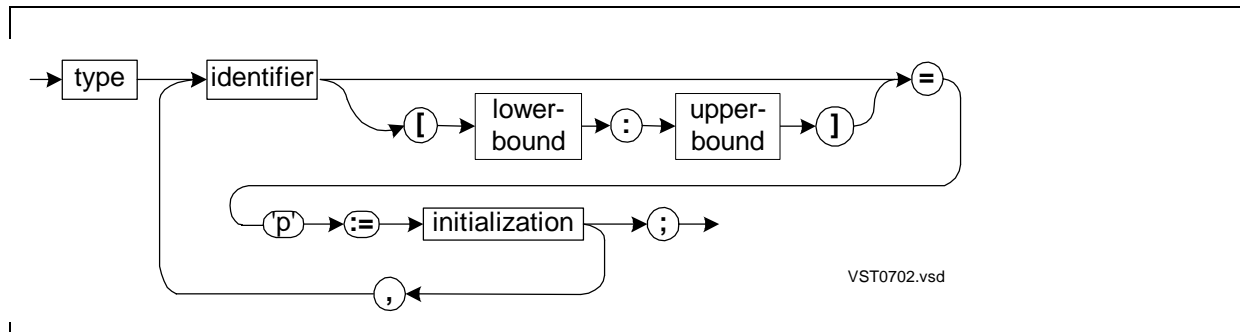 type identifier [ lower-bound : upper-bound ] =
'p' := initialization ;
,
VST0702.vsd